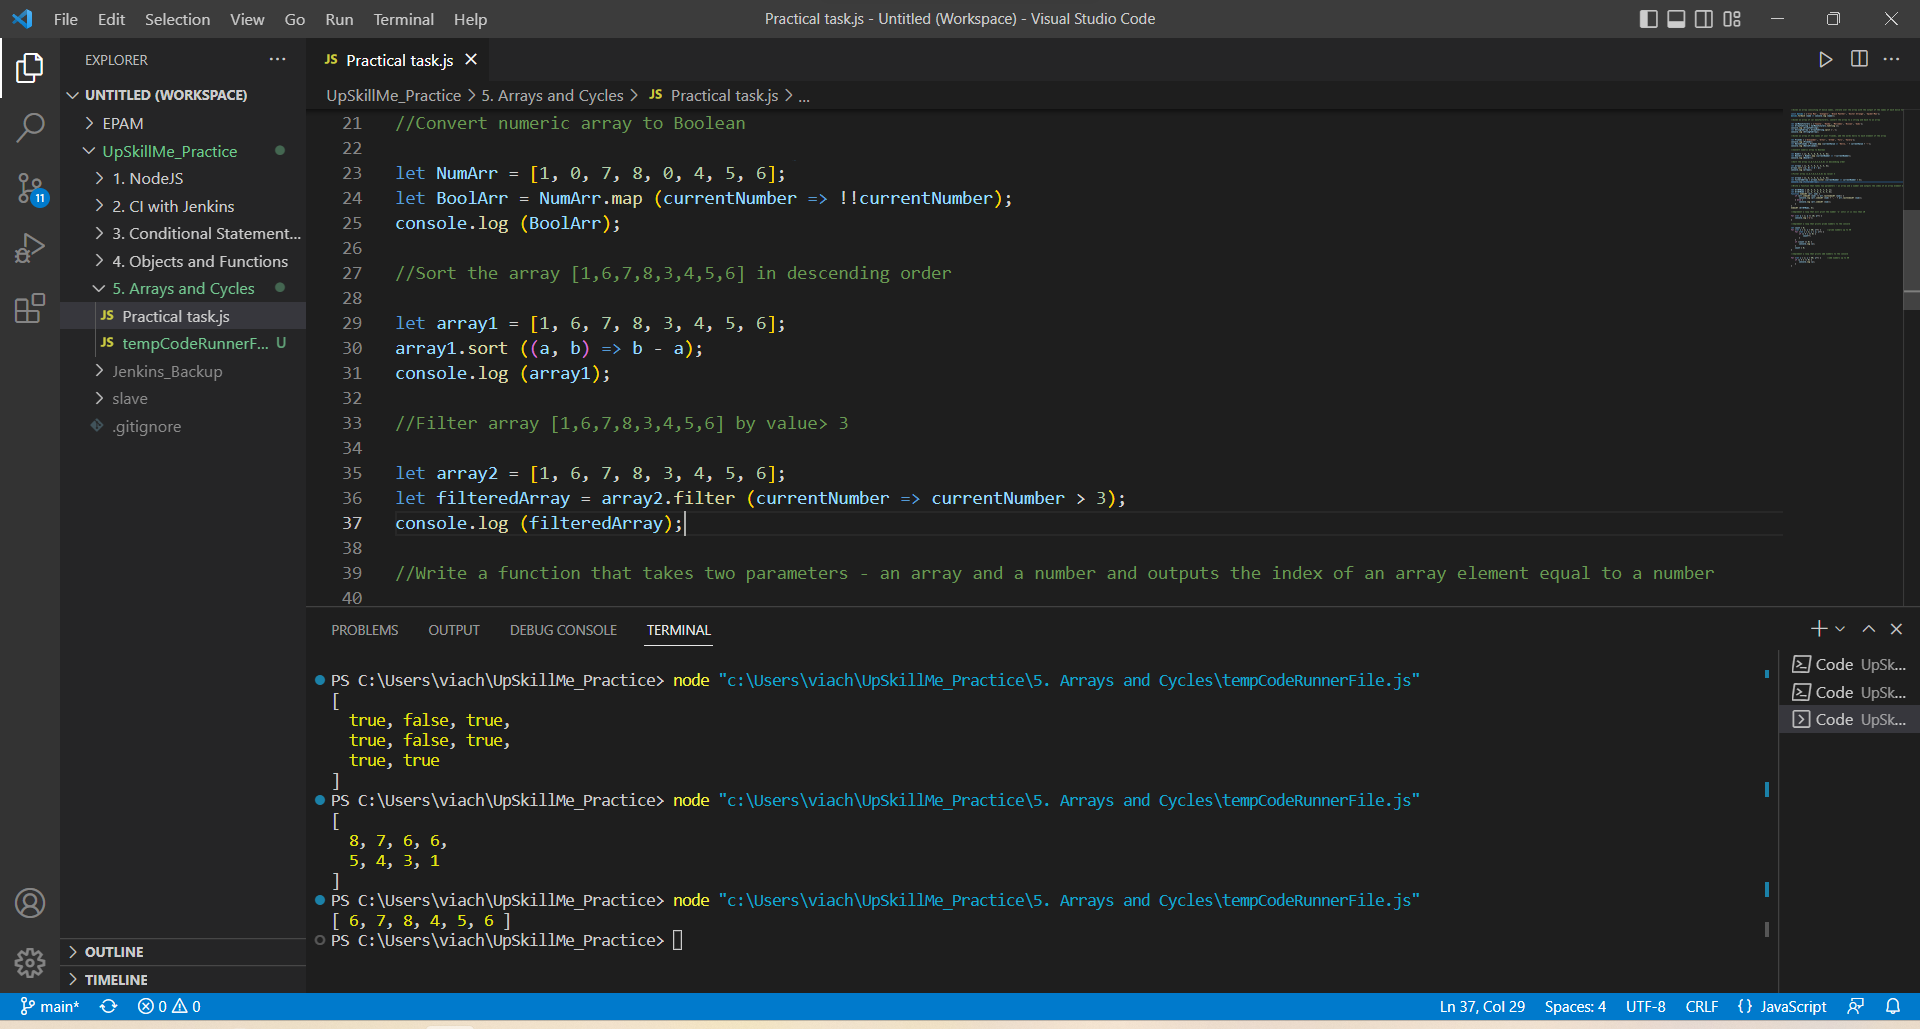 File Edit Selection View Go Run Terminal Help
Practical task.js - Untitled (Workspace) - Visual Studio Code
EXPLORER
UNTITLED (WORKSPACE)
EPAM
UpSkillMe_Practice
1. NodeJS
2. CI with Jenkins
3. Conditional Statement...
4. Objects and Functions
5. Arrays and Cycles
JS Practical task.js
JS tempCodeRunnerF... U
Jenkins_Backup
slave
.gitignore
OUTLINE
TIMELINE
11
JS Practical task.js
UpSkillMe_Practice > 5. Arrays and Cycles > JS Practical task.js > ...
21 //Convert numeric array to Boolean
22
23 let NumArr = [1, 0, 7, 8, 0, 4, 5, 6];
24 let BoolArr = NumArr.map (currentNumber => !!currentNumber);
25 console.log (BoolArr);
26
27 //Sort the array [1,6,7,8,3,4,5,6] in descending order
28
29 let array1 = [1, 6, 7, 8, 3, 4, 5, 6];
30 array1.sort ((a, b) => b - a);
31 console.log (array1);
32
33 //Filter array [1,6,7,8,3,4,5,6] by value> 3
34
35 let array2 = [1, 6, 7, 8, 3, 4, 5, 6];
36 let filteredArray = array2.filter (currentNumber => currentNumber > 3);
37 console.log (filteredArray);
38
39 //Write a function that takes two parameters - an array and a number and outputs the index of an array element equal to a number
40
PROBLEMS OUTPUT DEBUG CONSOLE TERMINAL
PS C:\Users\viach\UpSkillMe_Practice> node "c:\Users\viach\UpSkillMe_Practice\5. Arrays and Cycles\tempCodeRunnerFile.js"
[
true, false, true,
true, false, true,
true, true
]
PS C:\Users\viach\UpSkillMe_Practice> node "c:\Users\viach\UpSkillMe_Practice\5. Arrays and Cycles\tempCodeRunnerFile.js"
[
8, 7, 6, 6,
5, 4, 3, 1
]
PS C:\Users\viach\UpSkillMe_Practice> node "c:\Users\viach\UpSkillMe_Practice\5. Arrays and Cycles\tempCodeRunnerFile.js"
[ 6, 7, 8, 4, 5, 6 ]
PS C:\Users\viach\UpSkillMe_Practice>
Code UpSk...
Code UpSk...
Code UpSk...
main* 0 0
Ln 37, Col 29 Spaces: 4 UTF-8 CRLF {} JavaScript